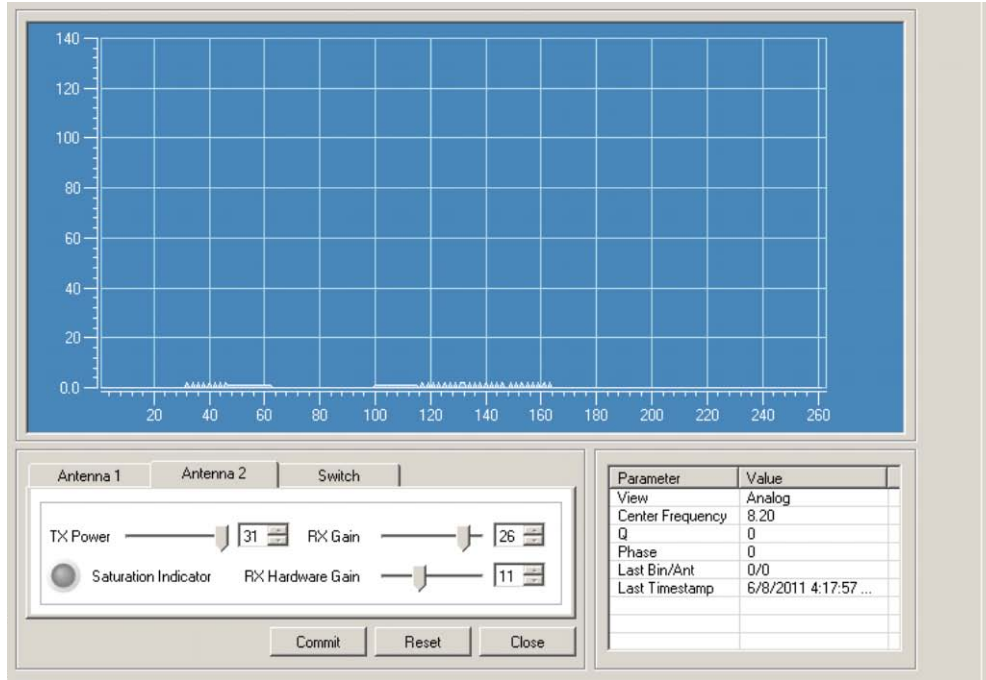 140
120
100
80
60
40
20
0.0
20 40 60 80 100 120 140 160 180 200 220 240 260
Antenna 1 Antenna 2 Switch
TX Power 31 RX Gain 26
Saturation Indicator RX Hardware Gain 11
Commit Reset Close
Parameter Value
View Analog
Center Frequency 8.20
Q 0
Phase 0
Last Bin/Ant 0/0
Last Timestamp 6/8/2011 4:17:57 ...